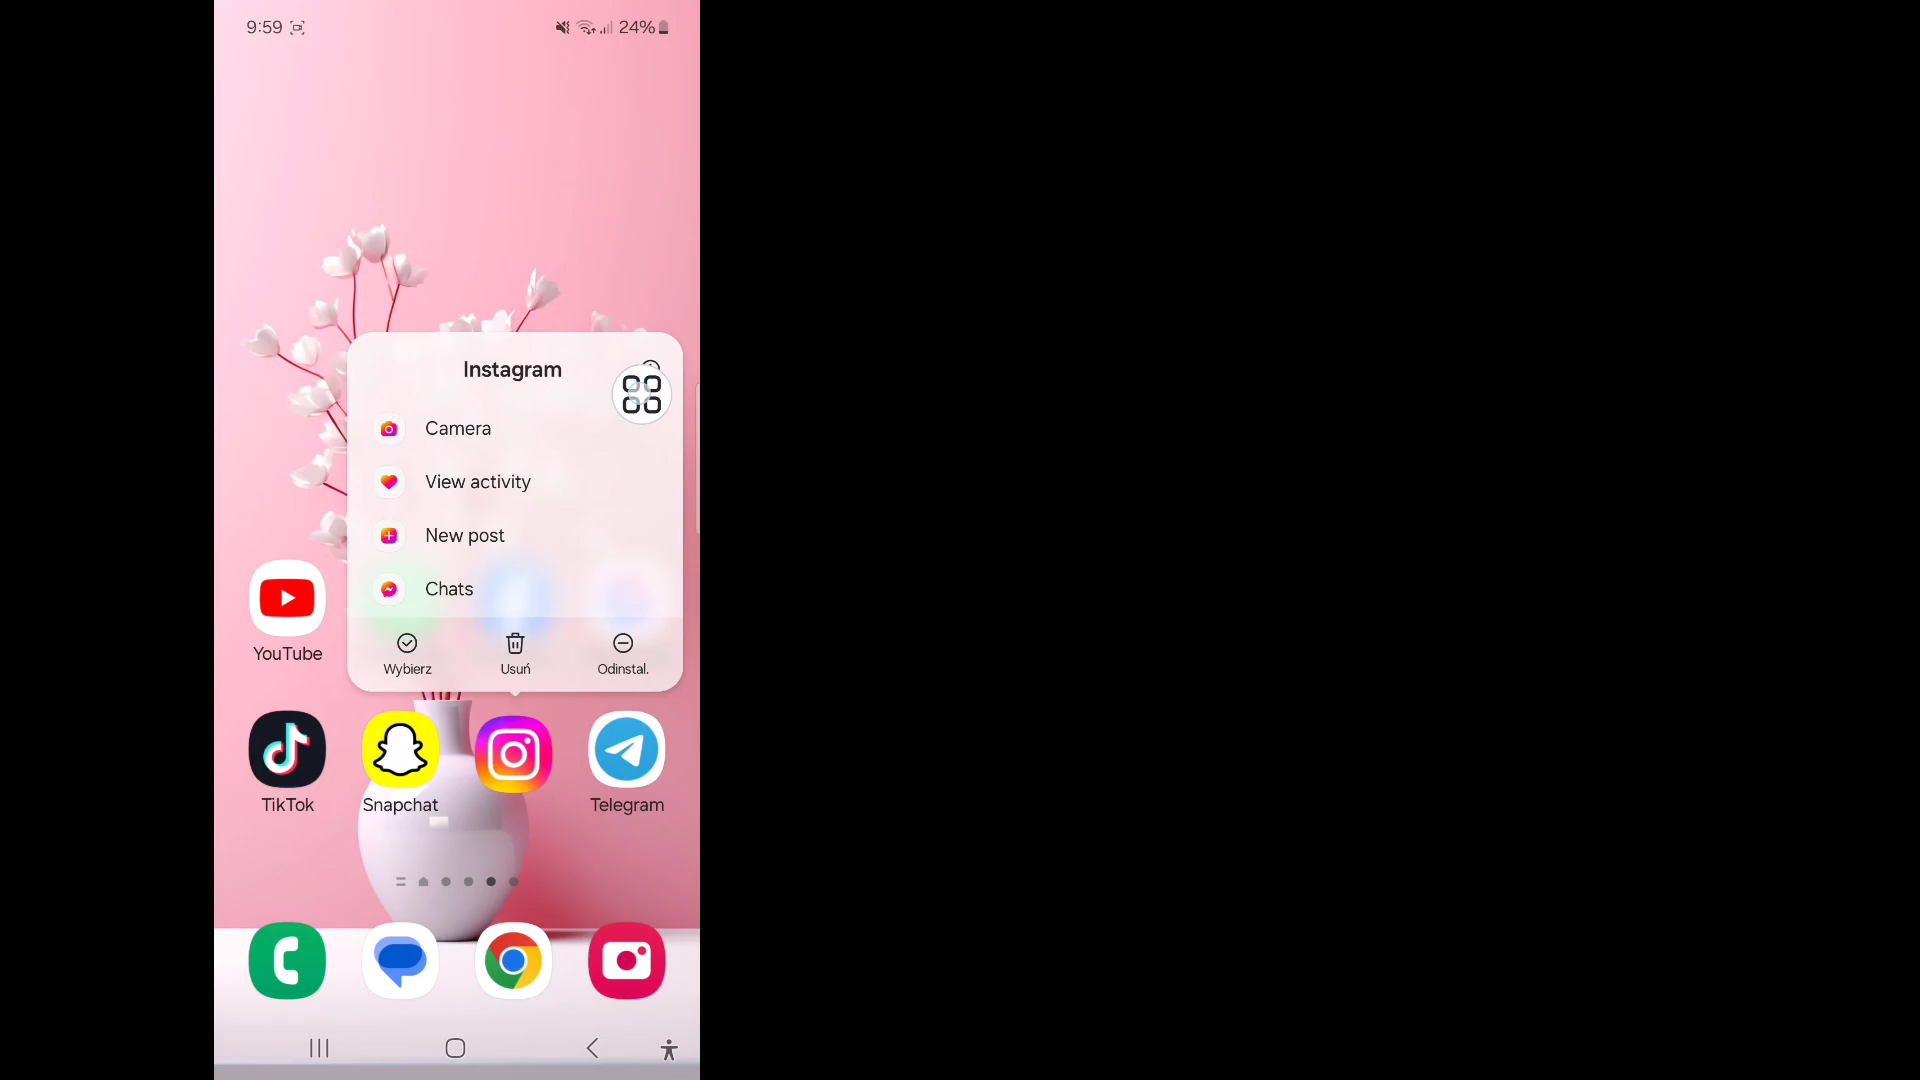 9:59
24%
Instagram
Camera
View activity
New post
Chats
Wybierz
Usuń
Odinstal.
YouTube
TikTok
Snapchat
Telegram